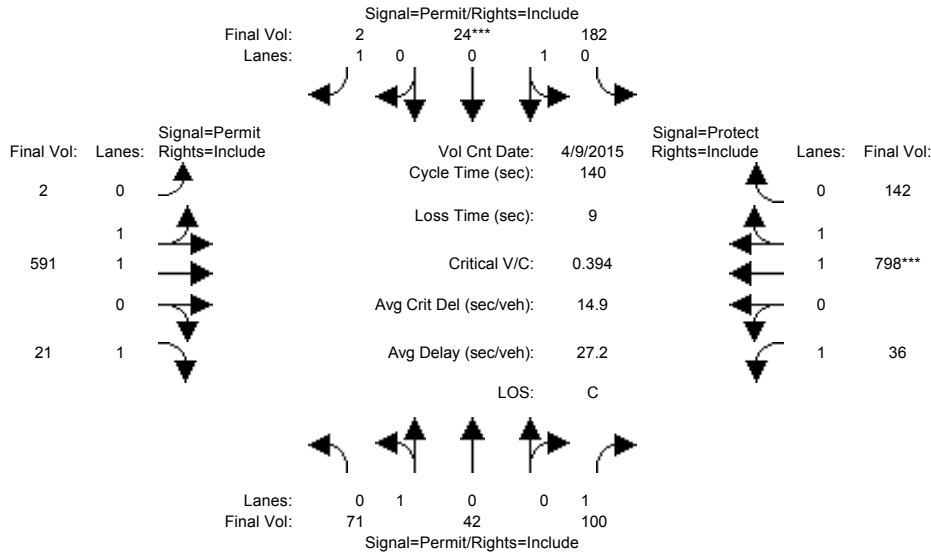 Signal=Permit/Rights=Include
Final Vol: 2 24*** 182
Lanes: 1 0 0 1 0
Signal=Permit Signal=Protect
Final Vol: Lanes: Rights=Include Vol Cnt Date: 4/9/2015 Rights=Include Lanes: Final Vol:
Cycle Time (sec): 140
2 0 0 142
Loss Time (sec): 9
1 1
591 1 Critical V/C: 0.394 1 798***
0 Avg Crit Del (sec/veh): 14.9 0
21 1 Avg Delay (sec/veh): 27.2 1 36
LOS: C
Lanes: 0 1 0 0 1
Final Vol: 71 42 100
Signal=Permit/Rights=Include